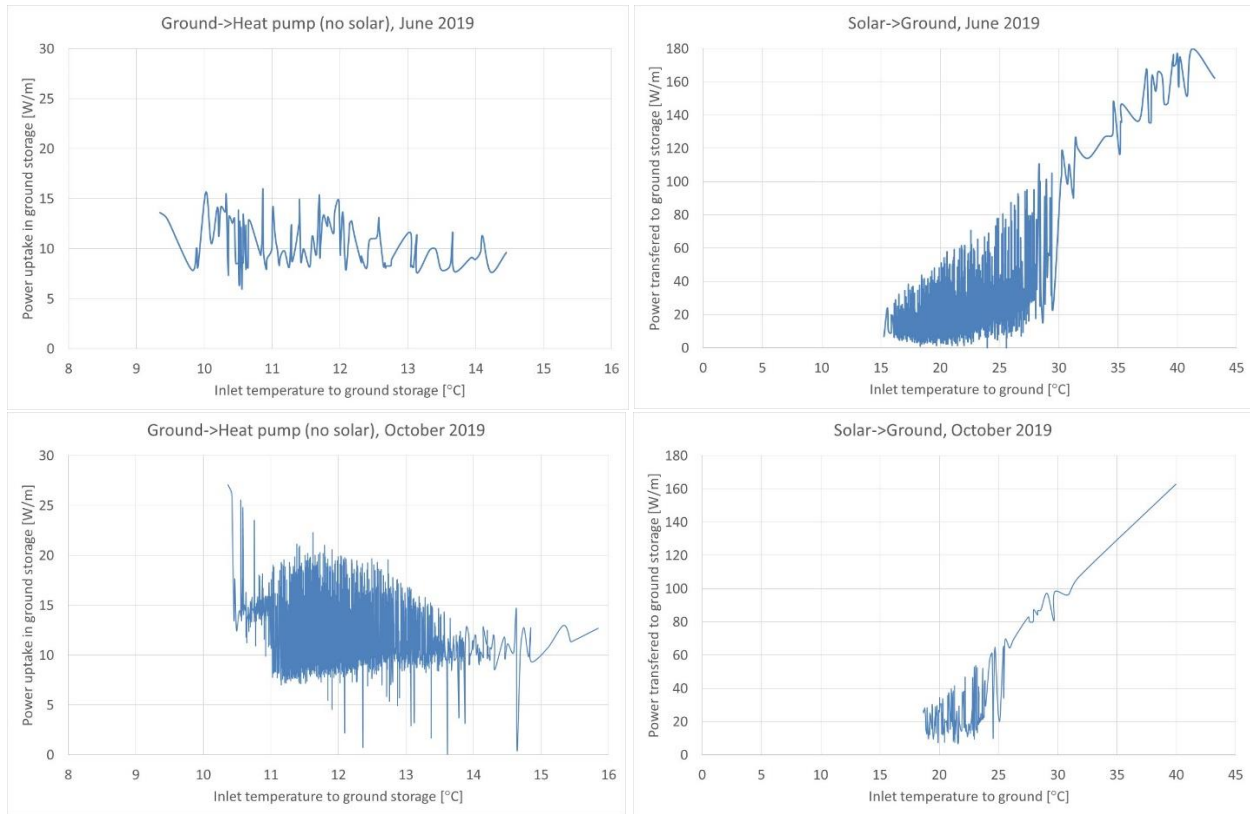 Ground->Heat pump (no solar), June 2019
Power uptake in ground storage [W/m]
30
25
20
15
10
5
0
8 9 10 11 12 13 14 15 16
Inlet temperature to ground storage [°C]
Solar->Ground, June 2019
Power transfered to ground storage [W/m]
180
160
140
120
100
80
60
40
20
0
0 5 10 15 20 25 30 35 40 45
Inlet temperature to ground [°C]
Ground->Heat pump (no solar), October 2019
Power uptake in ground storage [W/m]
30
25
20
15
10
5
0
8 9 10 11 12 13 14 15 16
Inlet temperature to ground storage [°C]
Solar->Ground, October 2019
Power transfered to ground storage [W/m]
180
160
140
120
100
80
60
40
20
0
0 5 10 15 20 25 30 35 40 45
Inlet temperature to ground [°C]